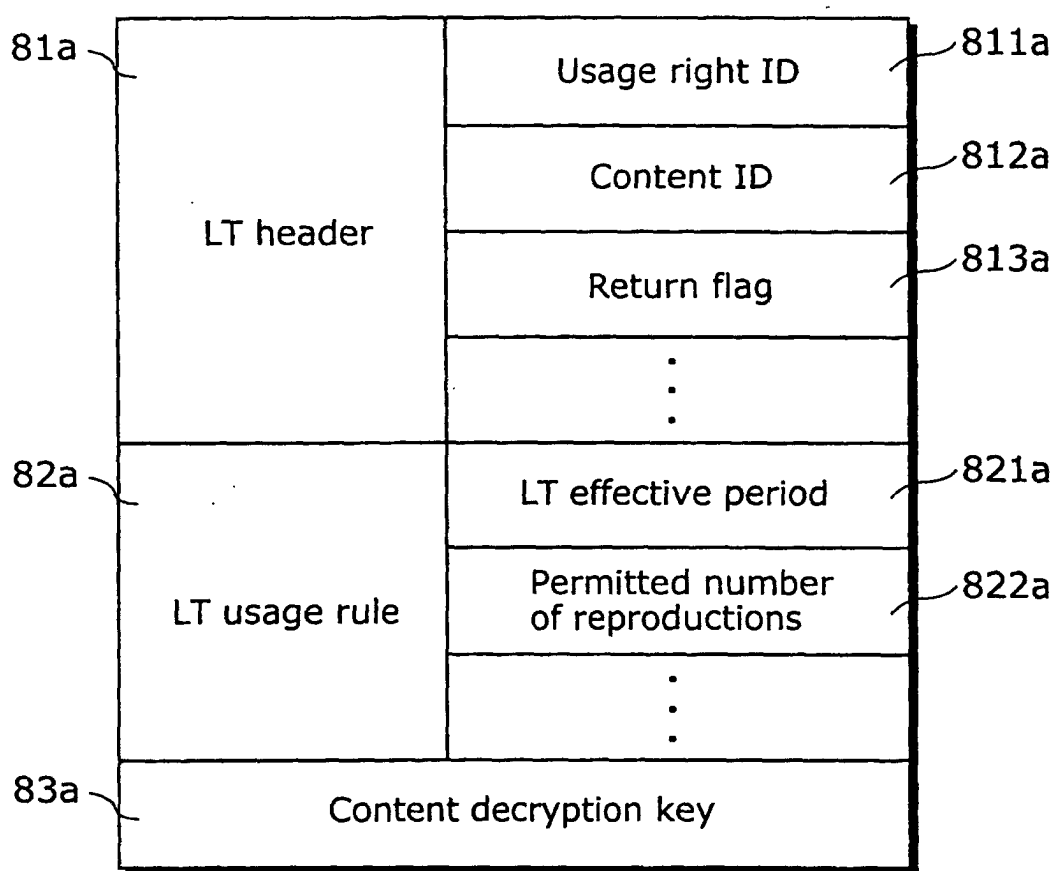 81a
LT header
Usage right ID
811a
Content ID
812a
Return flag
813a
82a
LT usage rule
LT effective period
821a
Permitted number
of reproductions
822a
83a
Content decryption key